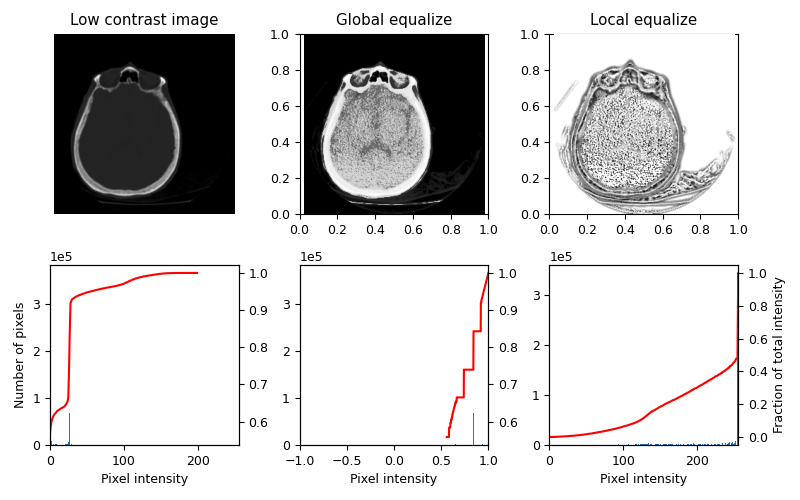 Low contrast image
Global equalize
Local equalize
1.0
0.8
0.6
0.4
0.2
0.0
0.0 0.2 0.4 0.6 0.8 1.0
1.0
0.8
0.6
0.4
0.2
0.0
0.0 0.2 0.4 0.6 0.8 1.0
1e5
Number of pixels
3
2
1
0
1.0
0.9
0.8
0.7
0.6
0 100 200
Pixel intensity
1e5
3
2
1
0
1.0
0.9
0.8
0.7
0.6
−1.0 −0.5 0.0 0.5 1.0
Pixel intensity
1e5
3
2
1
0
1.0
0.8
0.6
0.4
0.2
0.0
Fraction of total intensity
0 100 200
Pixel intensity